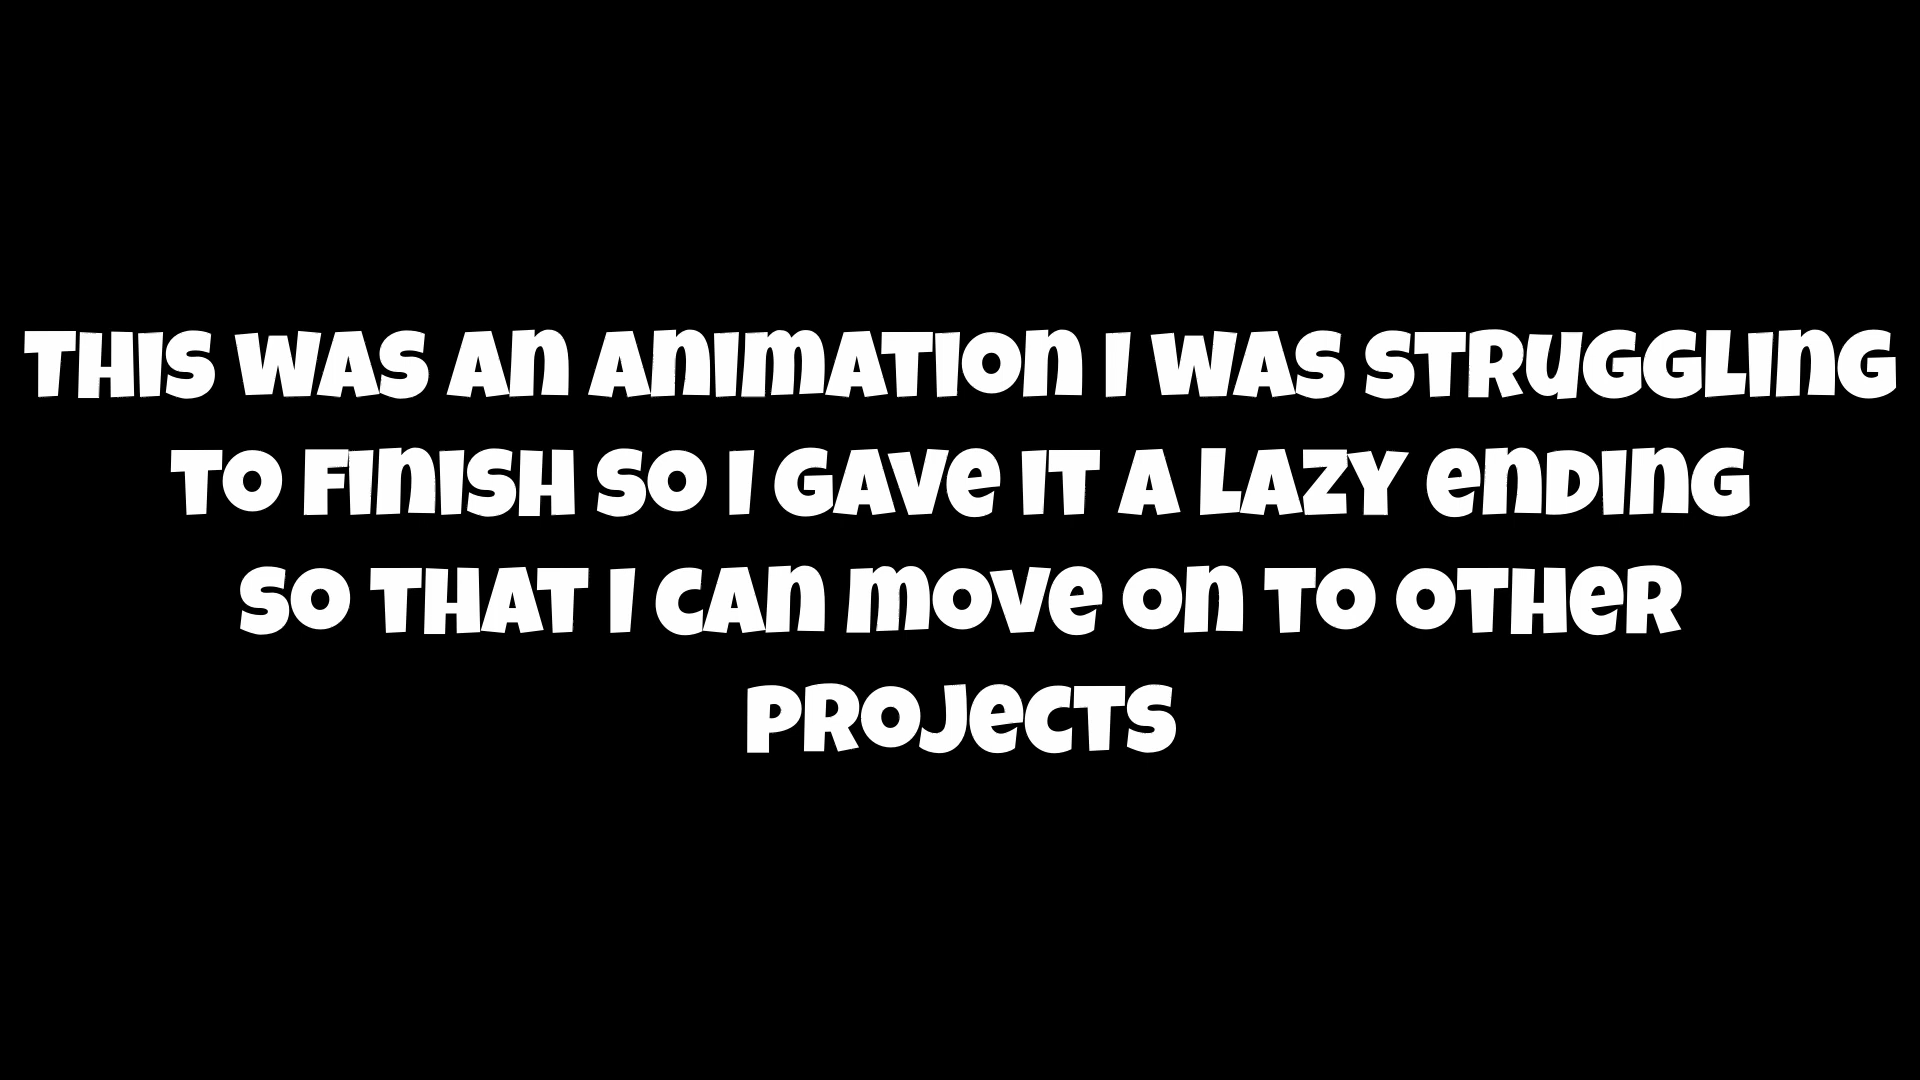 THIS WAS AN ANIMATION I WAS STRUGGLING
TO FINISH SO I GAVE IT A LAZY ENDING
SO THAT I CAN MOVE ON TO OTHER
PROJECTS